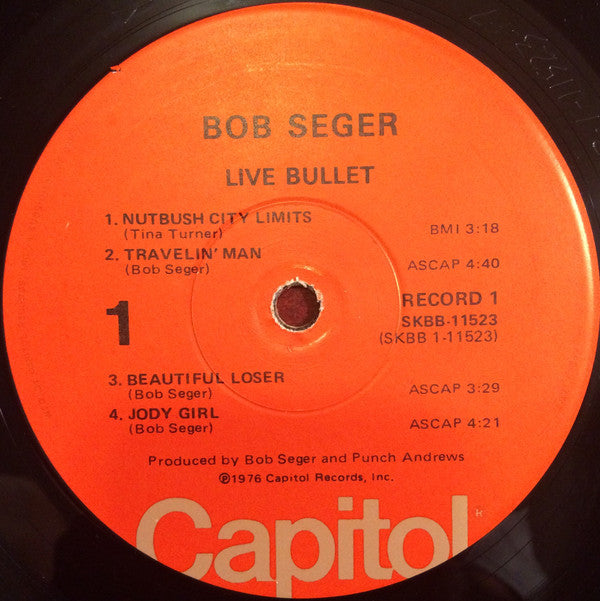 BOB SEGER
LIVE BULLET
1. NUTBUSH CITY LIMITS
(Tina Turner)
BMI 3:18
2. TRAVELIN' MAN
(Bob Seger)
ASCAP 4:40
1
RECORD 1
SKBB-11523
(SKBB 1-11523)
3. BEAUTIFUL LOSER
(Bob Seger)
ASCAP 3:29
4. JODY GIRL
(Bob Seger)
ASCAP 4:21
Produced by Bob Seger and Punch Andrews
℗1976 Capitol Records, Inc.
Capitol